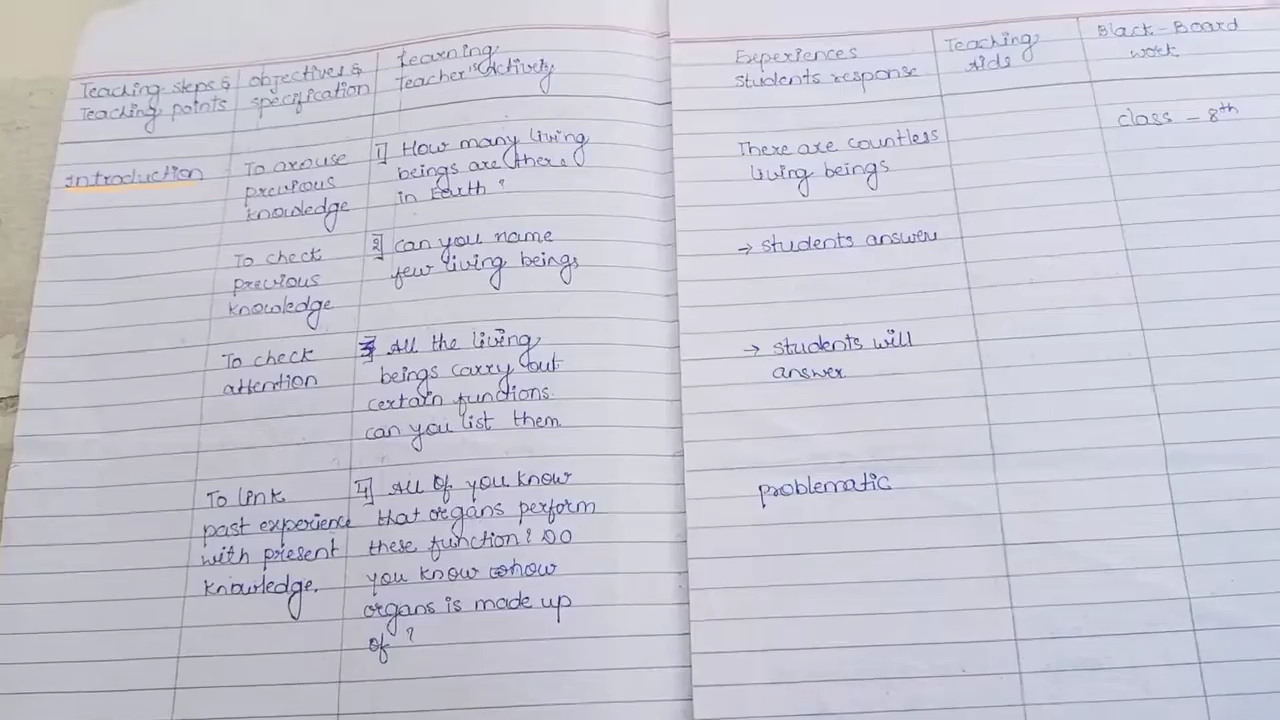 Teaching steps & objectives & Learning
Teaching points specification Teacher's Activity
Experiences Teaching Black-Board
students response Aids work
class - 8th
Introduction
To arouse
previous
knowledge
1] How many living
beings are there
in Earth ?
There are countless
living beings
To check
previous
knowledge
2] can you name
few living beings
→ students answer
To check
attention
3 All the living
beings carry out
certain functions
can you list them.
→ students will
answer.
To link
past experience
with present
knowledge.
4] All of you know
that organs perform
these function? DO
you know how
organs is made up
of ?
problematic